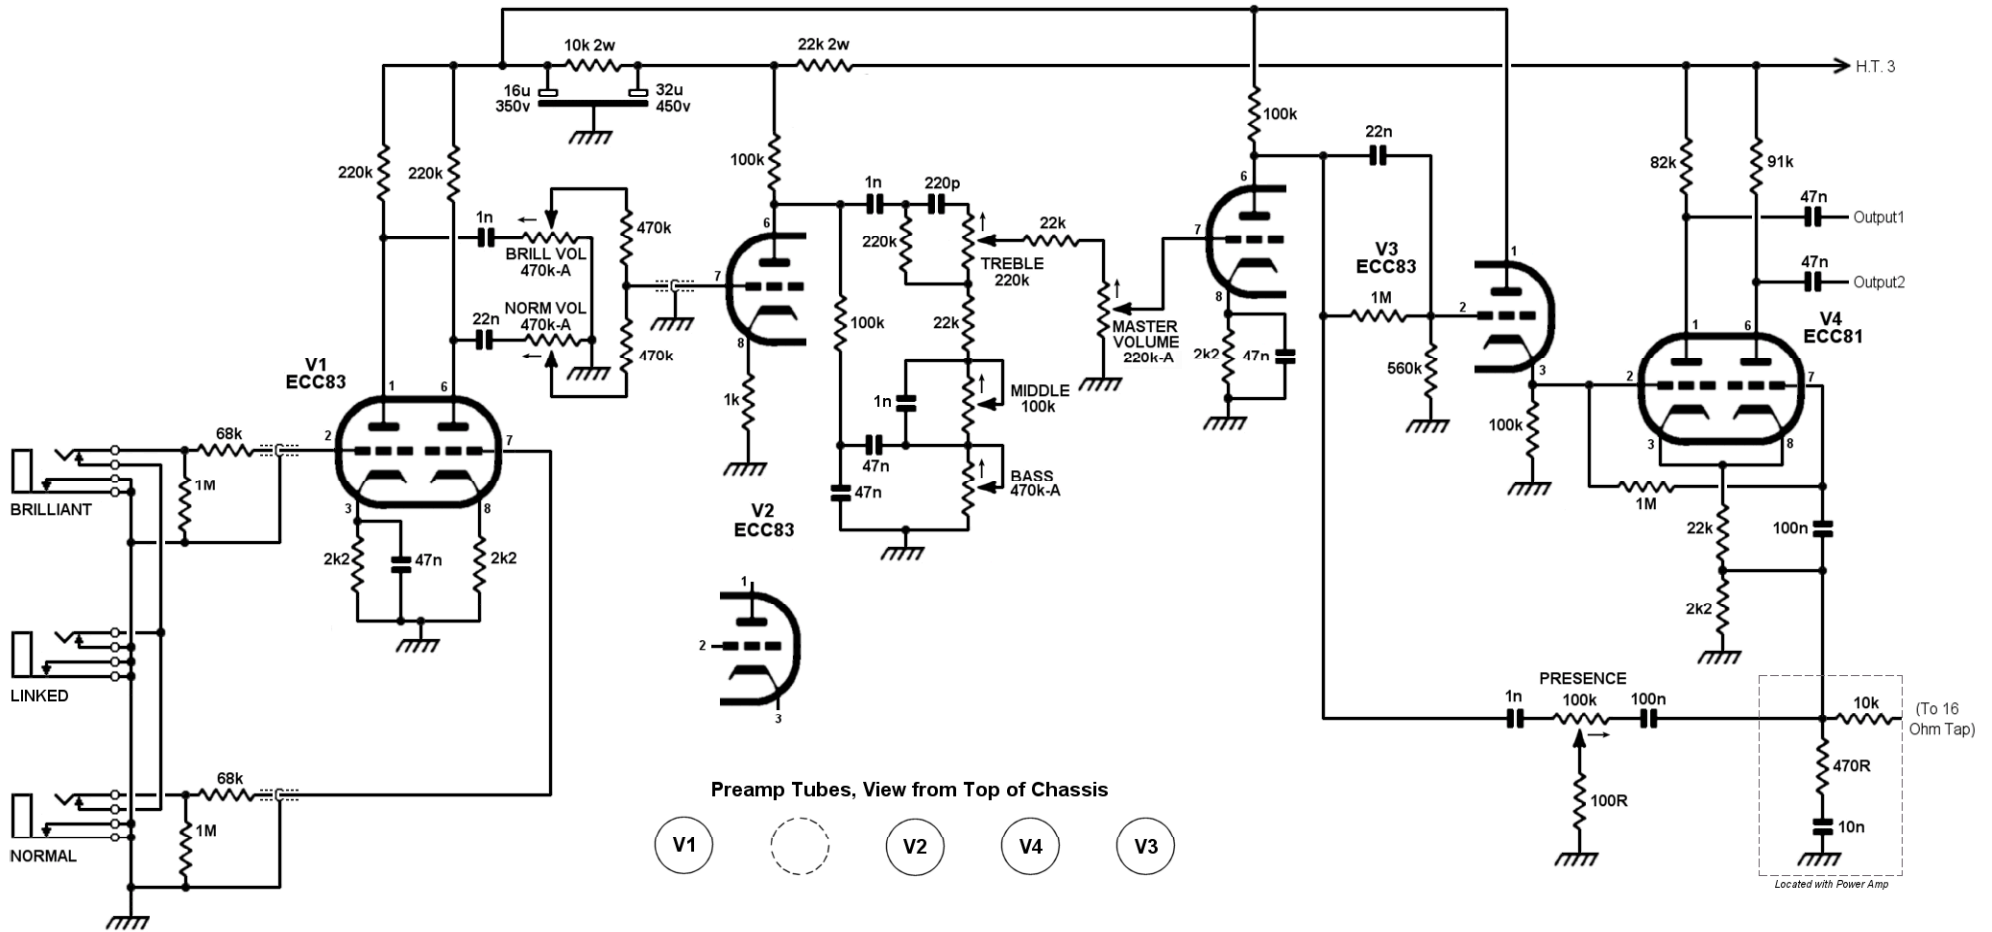 10k 2w
22k 2w
H.T. 3
16u
350v
32u
450v
220k
220k
100k
100k
22n
82k
91k
1n
BRILL VOL
470k-A
470k
NORM VOL
470k-A
22n
470k
6
7
8
1k
1n
220p
220k
TREBLE
220k
22k
100k
22k
MIDDLE
100k
1n
47n
BASS
470k-A
47n
MASTER
VOLUME
220k-A
6
7
8
2k2
47n
V3
ECC83
1M
560k
1
2
3
100k
47n
Output1
47n
Output2
V4
ECC81
1
6
2
7
3
8
1M
22k
100n
2k2
V1
ECC83
1
6
2
7
3
8
2k2
47n
2k2
68k
1M
BRILLIANT
LINKED
68k
1M
NORMAL
V2
ECC83
1
2
3
PRESENCE
1n
100k
100n
100R
10k
(To 16
Ohm Tap)
470R
10n
Located with Power Amp
Preamp Tubes, View from Top of Chassis
V1
V2
V4
V3